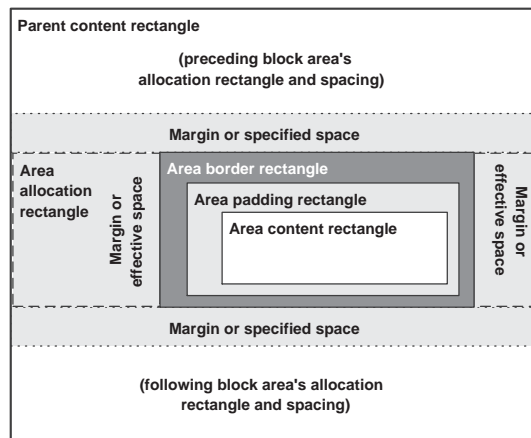 Parent content rectangle
(preceding block area's
allocation rectangle and spacing)
Margin or specified space
Area border rectangle
Area
allocation
rectangle
Margin or
effective space
Area padding rectangle
Area content rectangle
Margin or
effective space
Margin or specified space
(following block area's allocation
rectangle and spacing)